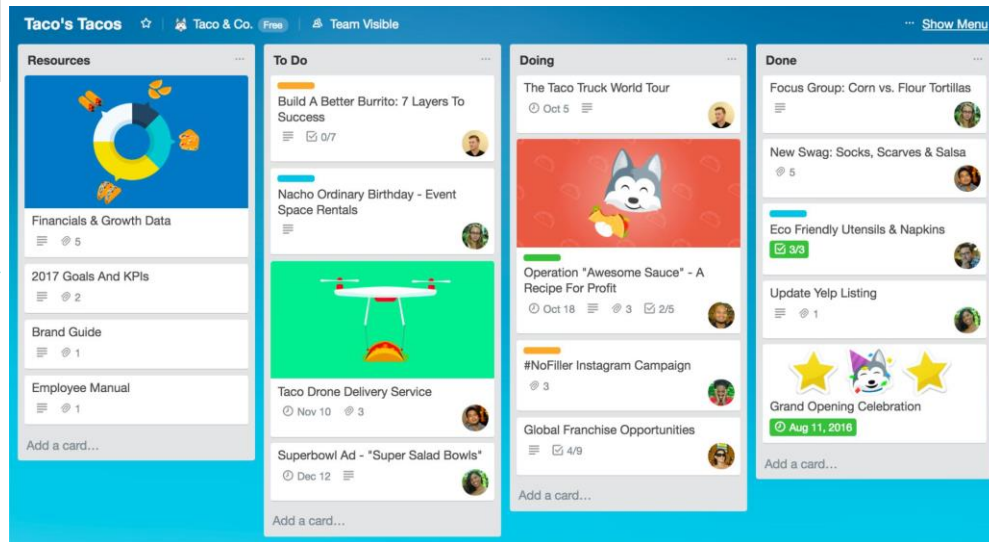 Taco's Tacos
Taco & Co. Free
Team Visible
... Show Menu
Resources
Financials & Growth Data
5
2017 Goals And KPIs
2
Brand Guide
1
Employee Manual
1
Add a card...
To Do
Build A Better Burrito: 7 Layers To
Success
0/7
Nacho Ordinary Birthday - Event
Space Rentals
Taco Drone Delivery Service
Nov 10 3
Superbowl Ad - "Super Salad Bowls"
Dec 12
Add a card...
Doing
The Taco Truck World Tour
Oct 5
Operation "Awesome Sauce" - A
Recipe For Profit
Oct 18 3 2/5
#NoFiller Instagram Campaign
3
Global Franchise Opportunities
4/9
Add a card...
Done
Focus Group: Corn vs. Flour Tortillas
New Swag: Socks, Scarves & Salsa
5
Eco Friendly Utensils & Napkins
3/3
Update Yelp Listing
1
Grand Opening Celebration
Aug 11, 2016
Add a card...